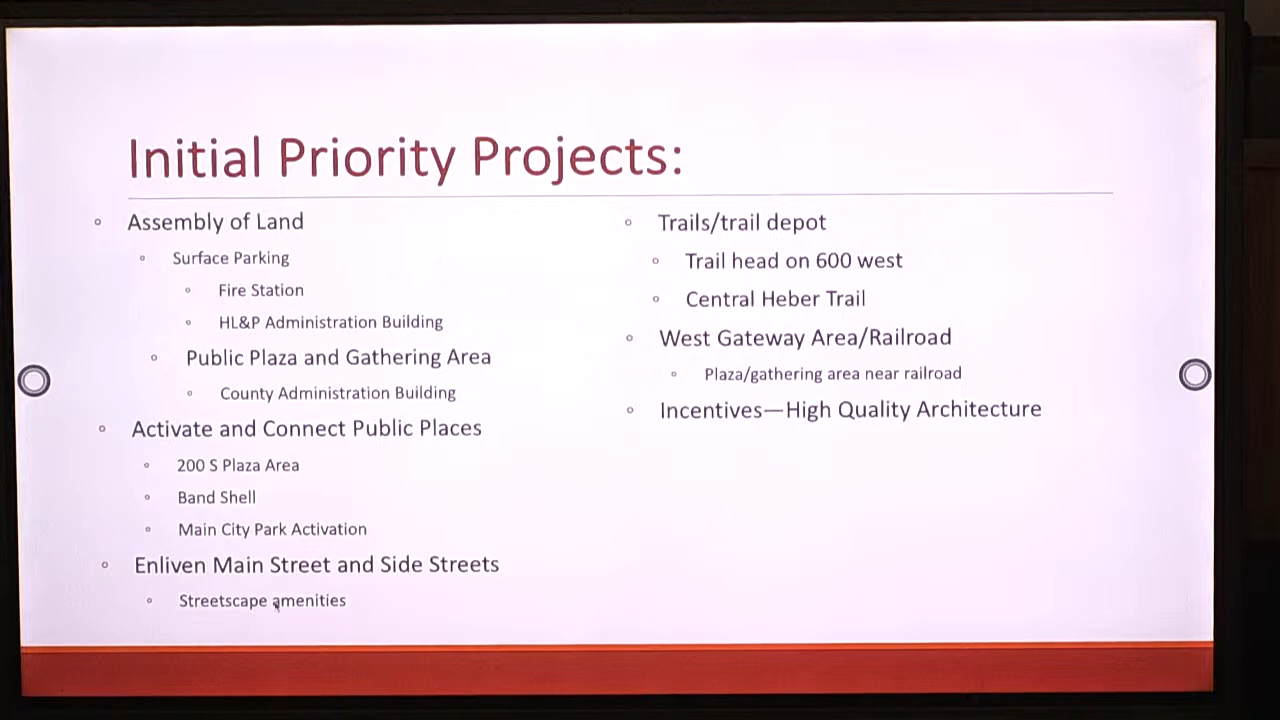 Initial Priority Projects:
Assembly of Land
Surface Parking
Fire Station
HL&P Administration Building
Public Plaza and Gathering Area
County Administration Building
Activate and Connect Public Places
200 S Plaza Area
Band Shell
Main City Park Activation
Enliven Main Street and Side Streets
Streetscape amenities
Trails/trail depot
Trail head on 600 west
Central Heber Trail
West Gateway Area/Railroad
Plaza/gathering area near railroad
Incentives—High Quality Architecture